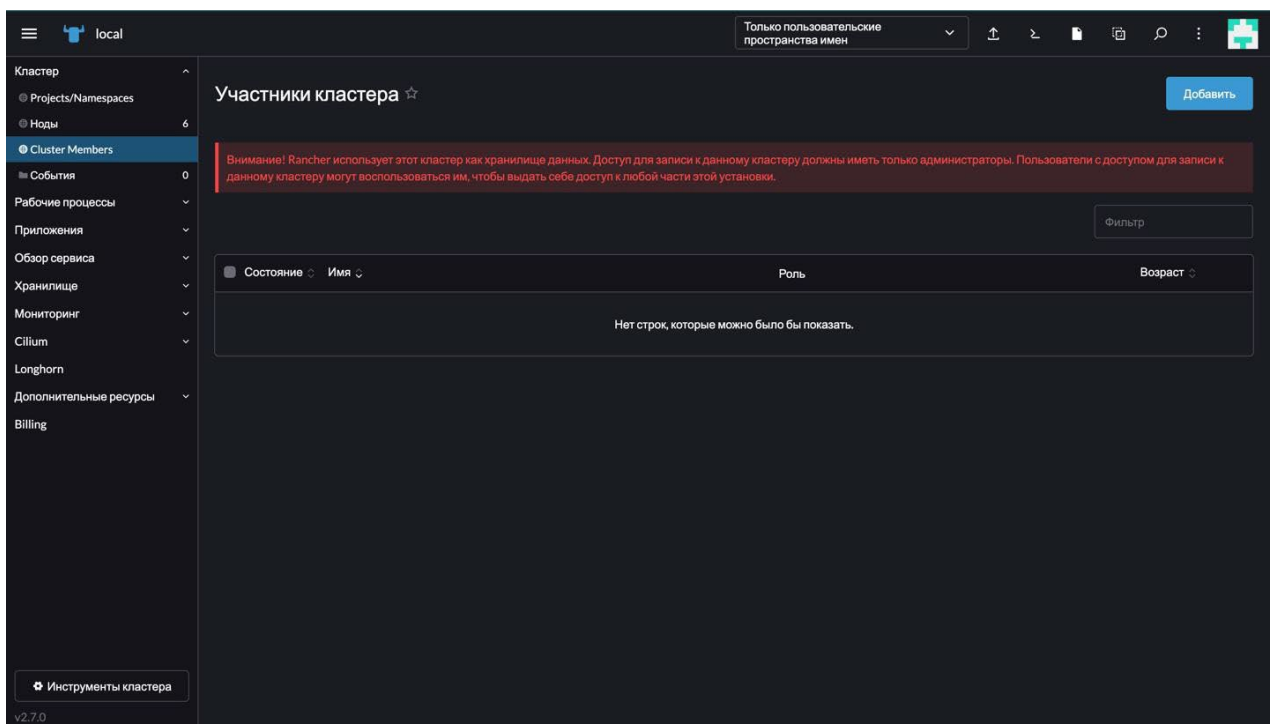 local
Только пользовательские
пространства имен
Кластер
Projects/Namespaces
Ноды 6
Cluster Members
События 0
Рабочие процессы
Приложения
Обзор сервиса
Хранилище
Мониторинг
Cilium
Longhorn
Дополнительные ресурсы
Billing
Инструменты кластера
v2.7.0
Участники кластера
Добавить
Внимание! Rancher использует этот кластер как хранилище данных. Доступ для записи к данному кластеру должны иметь только администраторы. Пользователи с доступом для записи к
данному кластеру могут воспользоваться им, чтобы выдать себе доступ к любой части этой установки.
Фильтр
Состояние Имя Роль Возраст
Нет строк, которые можно было бы показать.